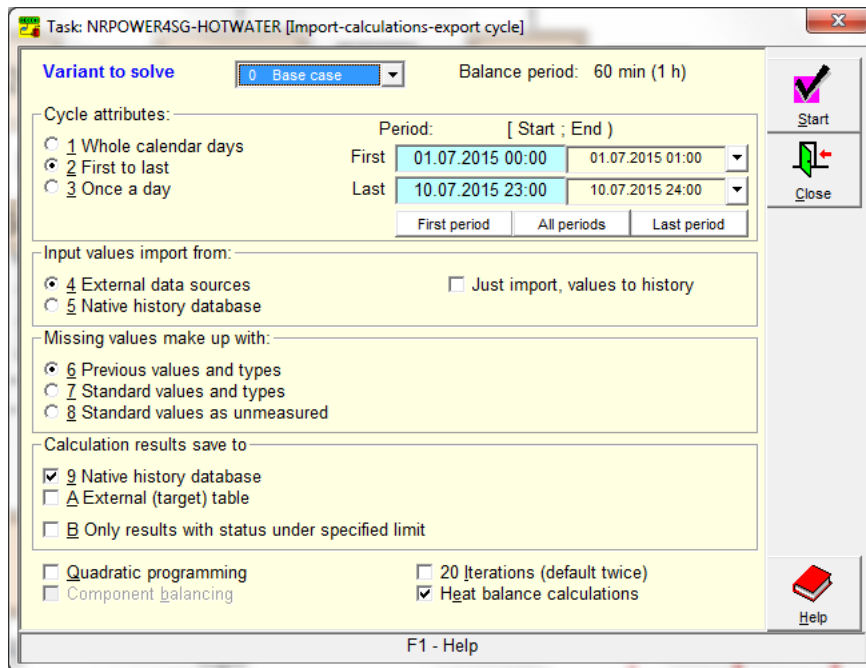 Task: NRPOWER4SG-HOTWATER [Import-calculations-export cycle]
Variant to solve 0 Base case Balance period: 60 min (1 h)
Start
Close
Cycle attributes:
Period: [ Start ; End )
1 Whole calendar days
2 First to last
3 Once a day
First 01.07.2015 00:00 01.07.2015 01:00
Last 10.07.2015 23:00 10.07.2015 24:00
First period All periods Last period
Input values import from:
4 External data sources Just import, values to history
5 Native history database
Missing values make up with:
6 Previous values and types
7 Standard values and types
8 Standard values as unmeasured
Calculation results save to
9 Native history database
A External (target) table
B Only results with status under specified limit
Quadratic programming 20 Iterations (default twice)
Component balancing Heat balance calculations
Help
F1 - Help